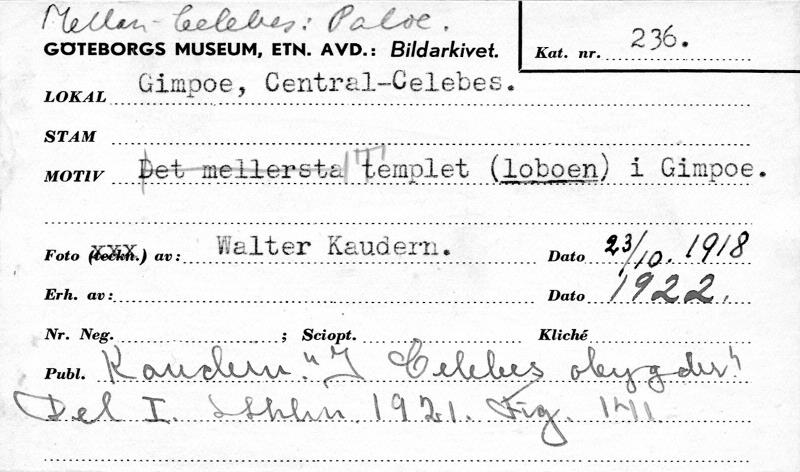 Mellan-Celebes: Paloe.
GÖTEBORGS MUSEUM, ETN. AVD.: Bildarkivet.
Kat. nr. 236.
LOKAL Gimpoe, Central-Celebes.
STAM
MOTIV Det mellersta Templet (loboen) i Gimpoe.
Foto (teckn.) av: Walter Kaudern. Dato 23/10. 1918
Erh. av: Dato 1922.
Nr. Neg. ; Sciopt. Kliché
Publ. Kaudern: "I Celebes obygder"
Del I. Sthlm. 1921. Fig.